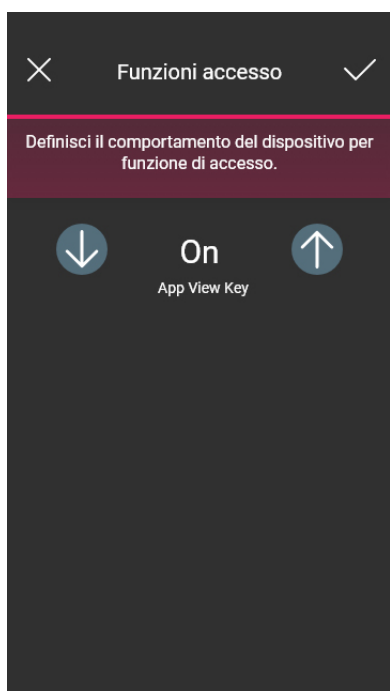 Funzioni accesso
Definisci il comportamento del dispositivo per
funzione di accesso.
On
App View Key